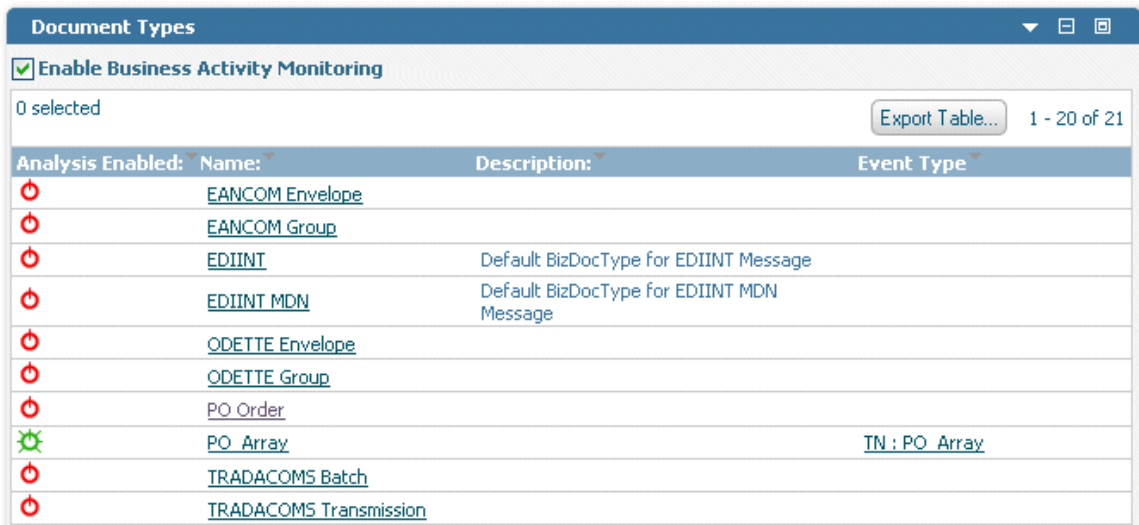 Document Types
Enable Business Activity Monitoring
0 selected
Export Table...
1 - 20 of 21
Analysis Enabled: Name: Description: Event Type
EANCOM Envelope
EANCOM Group
EDIINT Default BizDocType for EDIINT Message
EDIINT MDN Default BizDocType for EDIINT MDN
Message
ODETTE Envelope
ODETTE Group
PO Order
PO_Array TN : PO_Array
TRADACOMS Batch
TRADACOMS Transmission